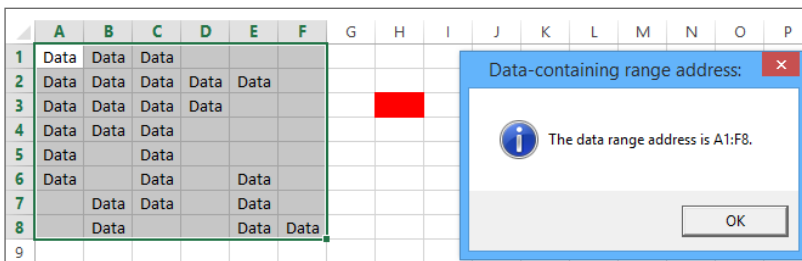 A B C D E F G H I J K L M N O P
1 Data Data Data
2 Data Data Data Data Data
3 Data Data Data Data
4 Data Data Data
5 Data Data
6 Data Data Data
7 Data Data Data
8 Data Data Data
9
Data-containing range address:
The data range address is A1:F8.
OK